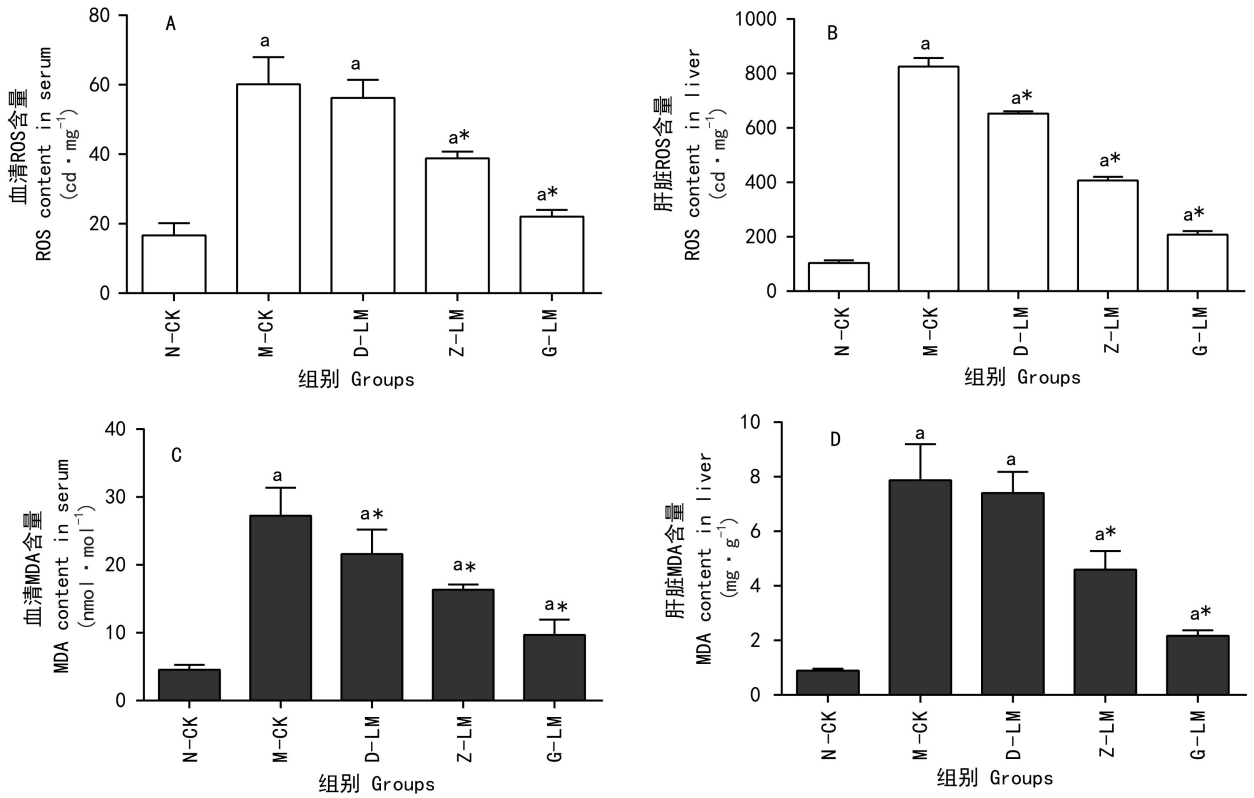 A
血清ROS含量
ROS content in serum
(cd·mg⁻¹)
80
60
40
20
0
a
a
a*
a*
N-CK
M-CK
D-LM
Z-LM
G-LM
组别 Groups
B
肝脏ROS含量
ROS content in liver
(cd·mg⁻¹)
1000
800
600
400
200
0
a
a*
a*
a*
N-CK
M-CK
D-LM
Z-LM
G-LM
组别 Groups
C
血清MDA含量
MDA content in serum
(nmol·mol⁻¹)
40
30
20
10
0
a
a*
a*
a*
N-CK
M-CK
D-LM
Z-LM
G-LM
组别 Groups
D
肝脏MDA含量
MDA content in liver
(mg·g⁻¹)
10
8
6
4
2
0
a
a
a*
a*
N-CK
M-CK
D-LM
Z-LM
G-LM
组别 Groups